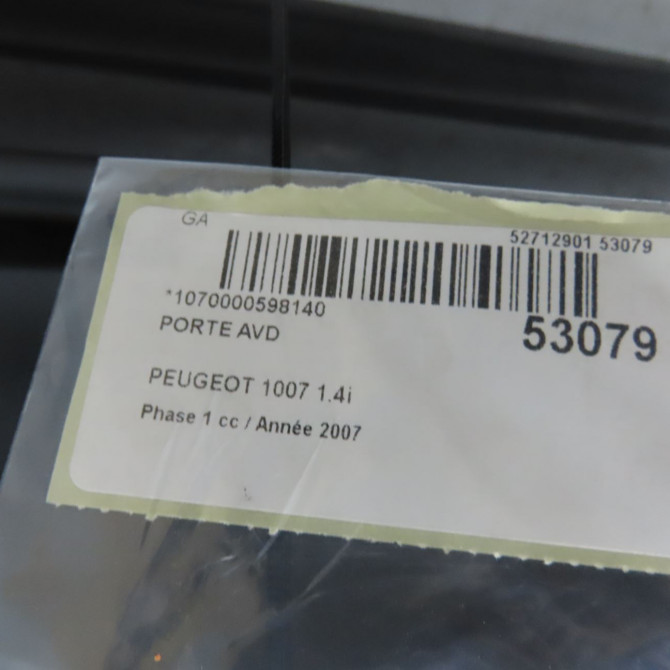 GA
52712901 53079
*1070000598140
53079
PORTE AVD
PEUGEOT 1007 1.4i
Phase 1 cc / Année 2007